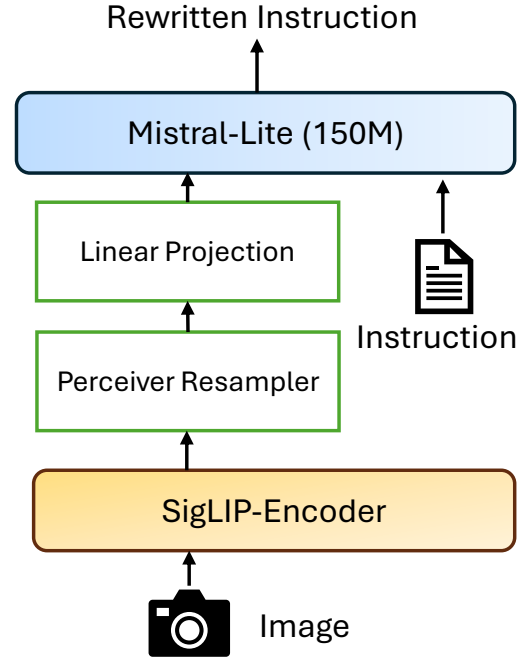 Rewritten Instruction
Mistral-Lite (150M)
Linear Projection
Instruction
Perceiver Resampler
SigLIP-Encoder
Image